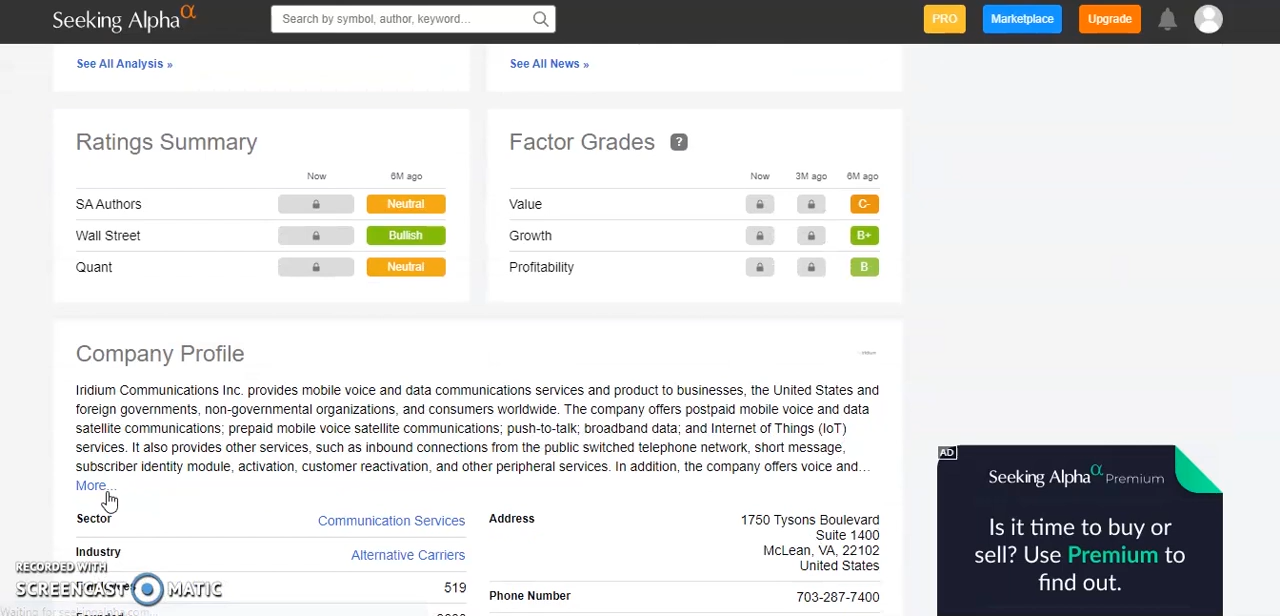 Seeking Alpha α
Search by symbol, author, keyword...
PRO
Marketplace
Upgrade
See All Analysis »
See All News »
Ratings Summary
Now 6M ago
SA Authors Neutral
Wall Street Bullish
Quant Neutral
Factor Grades ?
Now 3M ago 6M ago
Value C-
Growth B+
Profitability B
Company Profile
Iridium Communications Inc. provides mobile voice and data communications services and product to businesses, the United States and
foreign governments, non-governmental organizations, and consumers worldwide. The company offers postpaid mobile voice and data
satellite communications; prepaid mobile voice satellite communications; push-to-talk; broadband data; and Internet of Things (IoT)
services. It also provides other services, such as inbound connections from the public switched telephone network, short message,
subscriber identity module, activation, customer reactivation, and other peripheral services. In addition, the company offers voice and...
More...
Sector Communication Services
Industry Alternative Carriers
519
Address 1750 Tysons Boulevard
Suite 1400
McLean, VA, 22102
United States
Phone Number 703-287-7400
AD
Seeking Alpha α Premium
Is it time to buy or
sell? Use Premium to
find out.
RECORDED WITH
SCREENCAST MATIC
Waiting for seekingalpha.com...